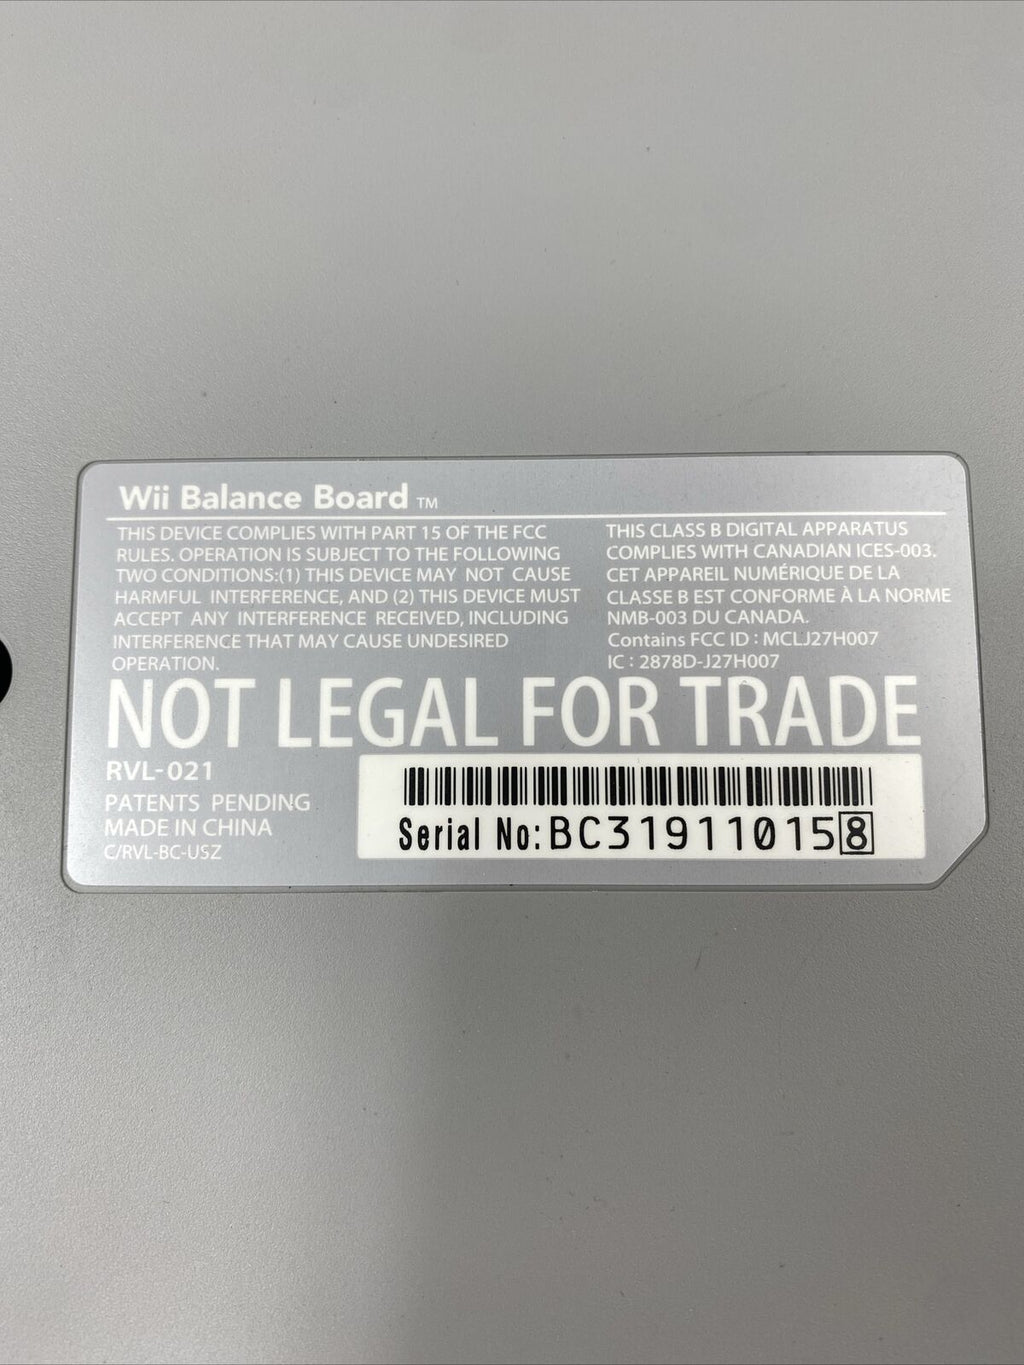 Wii Balance Board TM
THIS DEVICE COMPLIES WITH PART 15 OF THE FCC
RULES. OPERATION IS SUBJECT TO THE FOLLOWING
TWO CONDITIONS:(1) THIS DEVICE MAY NOT CAUSE
HARMFUL INTERFERENCE, AND (2) THIS DEVICE MUST
ACCEPT ANY INTERFERENCE RECEIVED, INCLUDING
INTERFERENCE THAT MAY CAUSE UNDESIRED
OPERATION.
THIS CLASS B DIGITAL APPARATUS
COMPLIES WITH CANADIAN ICES-003.
CET APPAREIL NUMÉRIQUE DE LA
CLASSE B EST CONFORME À LA NORME
NMB-003 DU CANADA.
Contains FCC ID : MCLJ27H007
IC : 2878D-J27H007
NOT LEGAL FOR TRADE
RVL-021
PATENTS PENDING
MADE IN CHINA
C/RVL-BC-USZ
Serial No:BC319110158